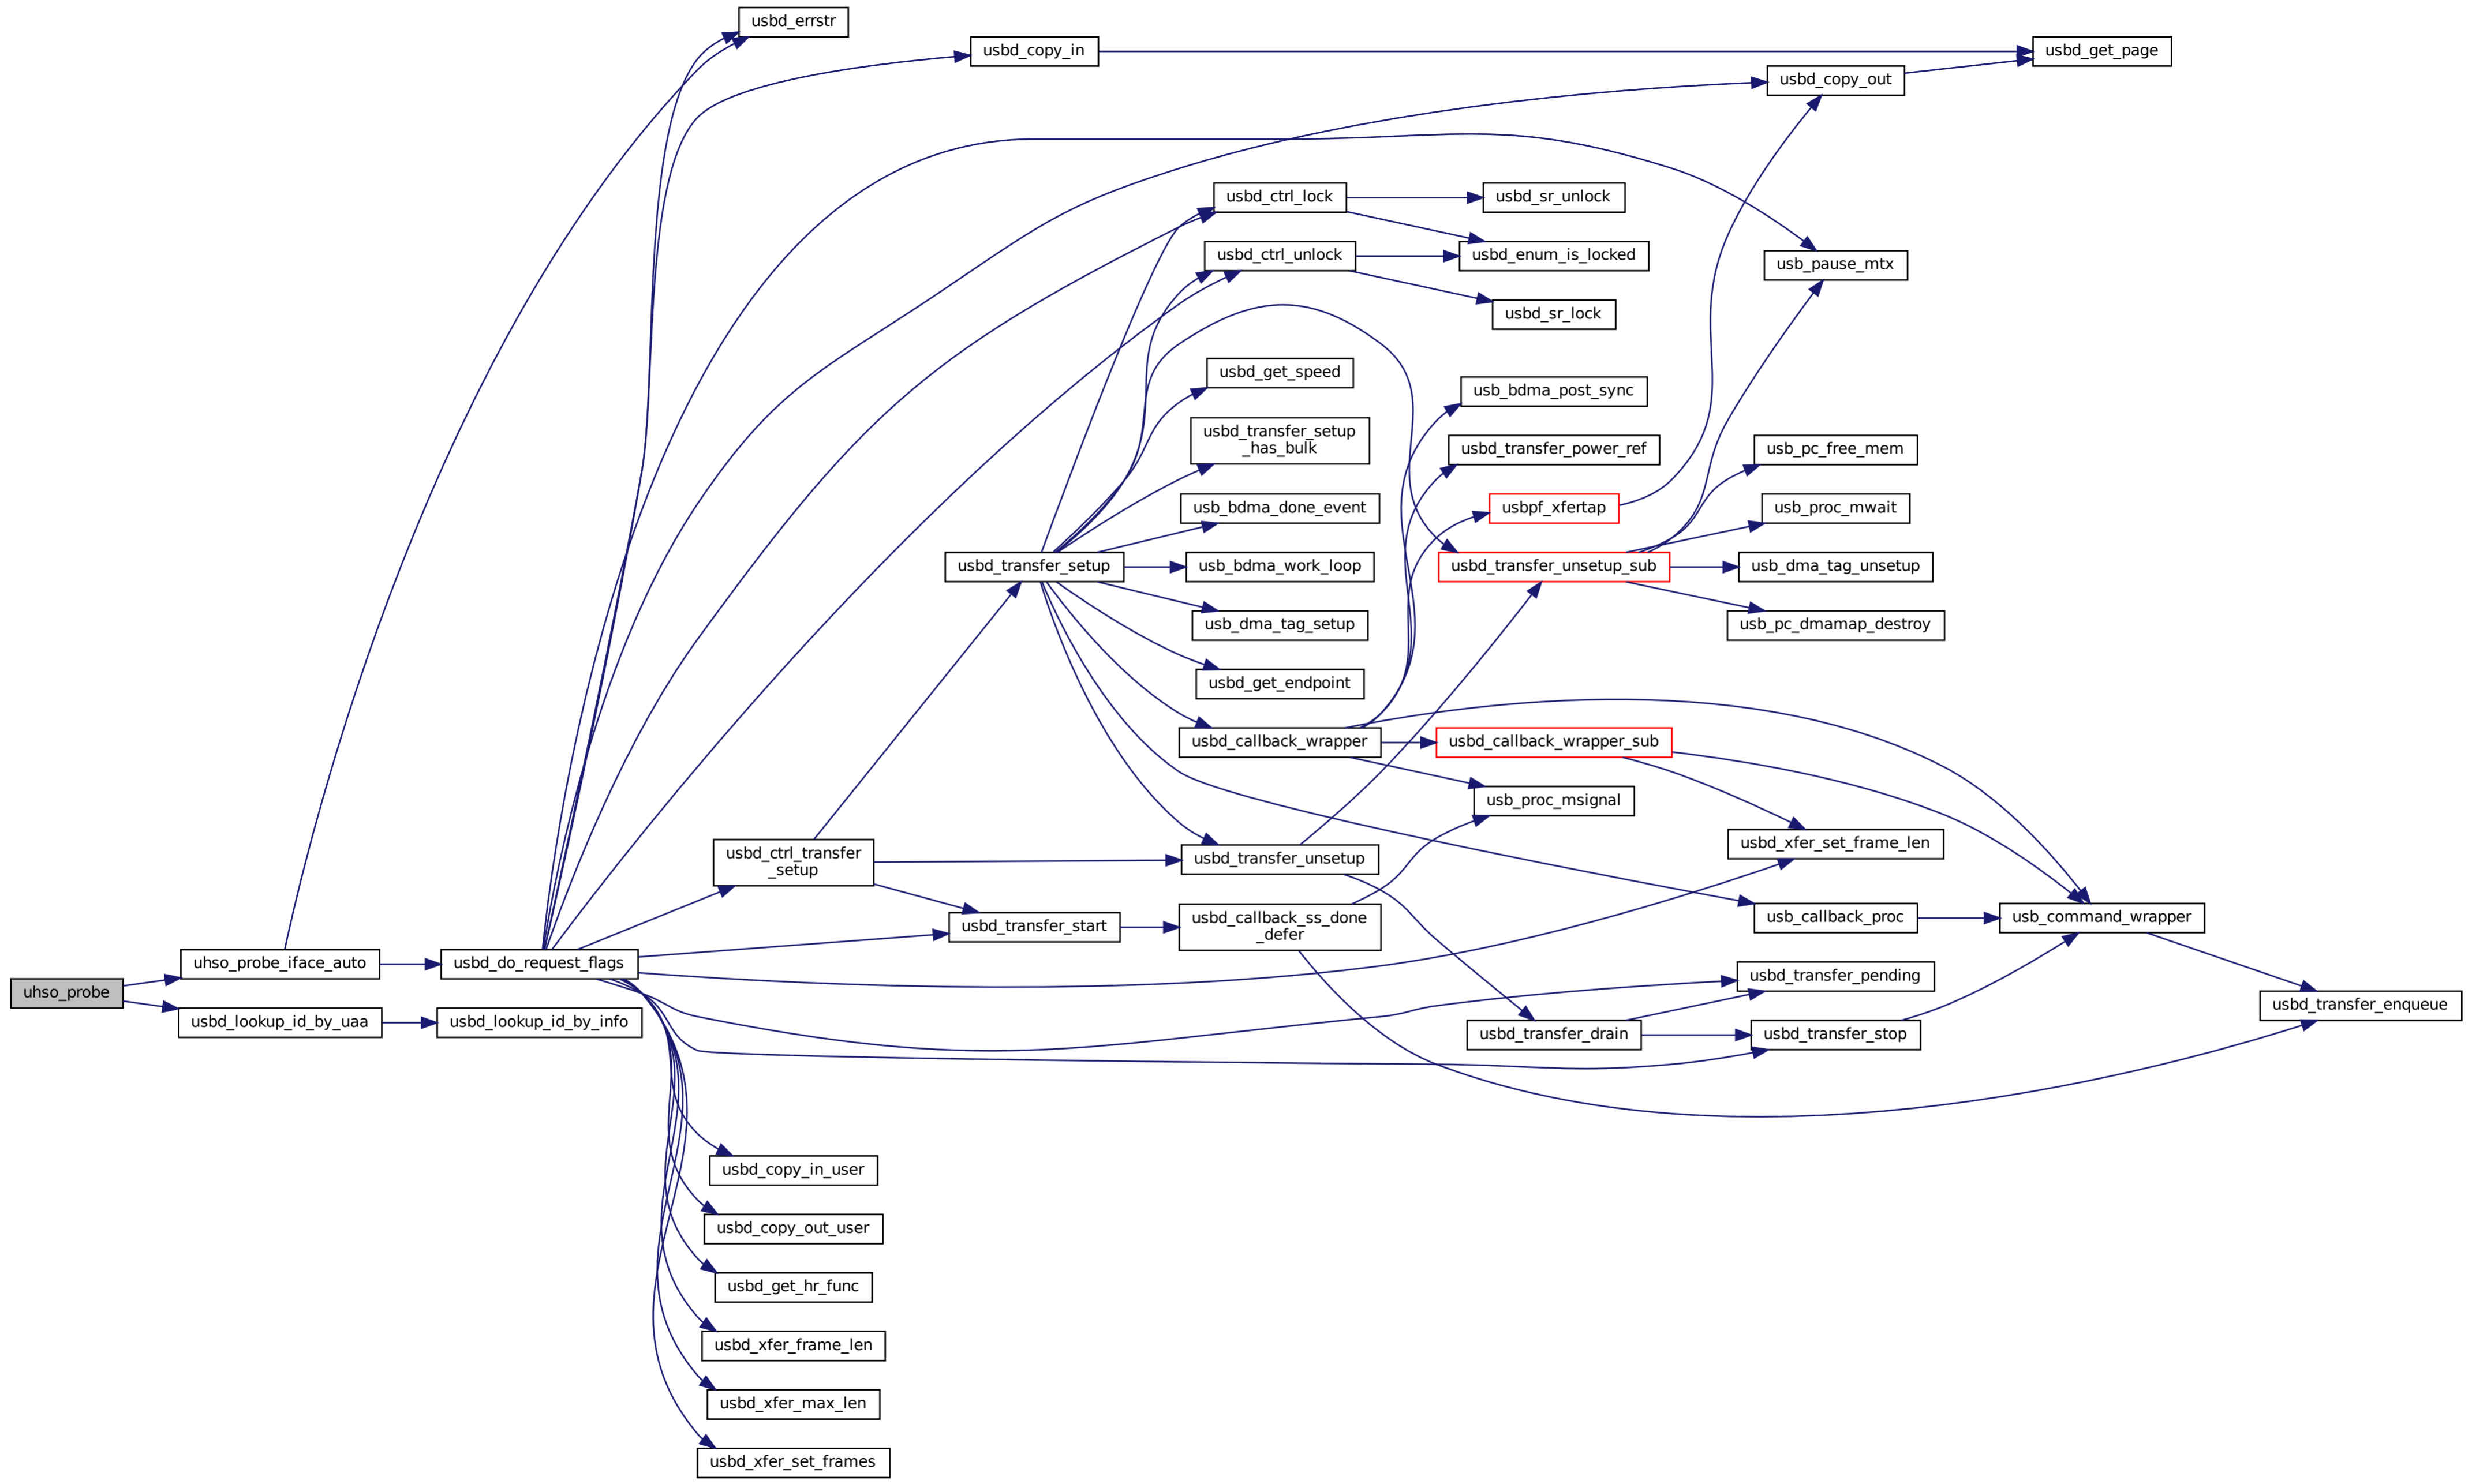 usbd_errstr
usbd_copy_in
usbd_get_page
usbd_copy_out
usbd_ctrl_lock
usbd_sr_unlock
usbd_ctrl_unlock
usbd_enum_is_locked
usb_pause_mtx
usbd_sr_lock
usbd_get_speed
usb_bdma_post_sync
usbd_transfer_setup
_has_bulk
usbd_transfer_power_ref
usb_pc_free_mem
usb_bdma_done_event
usbpf_xfertap
usb_proc_mwait
usbd_transfer_setup
usb_bdma_work_loop
usbd_transfer_unsetup_sub
usb_dma_tag_unsetup
usb_dma_tag_setup
usb_pc_dmamap_destroy
usbd_get_endpoint
usbd_callback_wrapper
usbd_callback_wrapper_sub
usb_proc_msignal
usbd_ctrl_transfer
_setup
usbd_transfer_unsetup
usbd_xfer_set_frame_len
usbd_transfer_start
usbd_callback_ss_done
_defer
usb_callback_proc
usb_command_wrapper
uhso_probe_iface_auto
usbd_do_request_flags
usbd_transfer_pending
uhso_probe
usbd_transfer_enqueue
usbd_lookup_id_by_uaa
usbd_lookup_id_by_info
usbd_transfer_drain
usbd_transfer_stop
usbd_copy_in_user
usbd_copy_out_user
usbd_get_hr_func
usbd_xfer_frame_len
usbd_xfer_max_len
usbd_xfer_set_frames